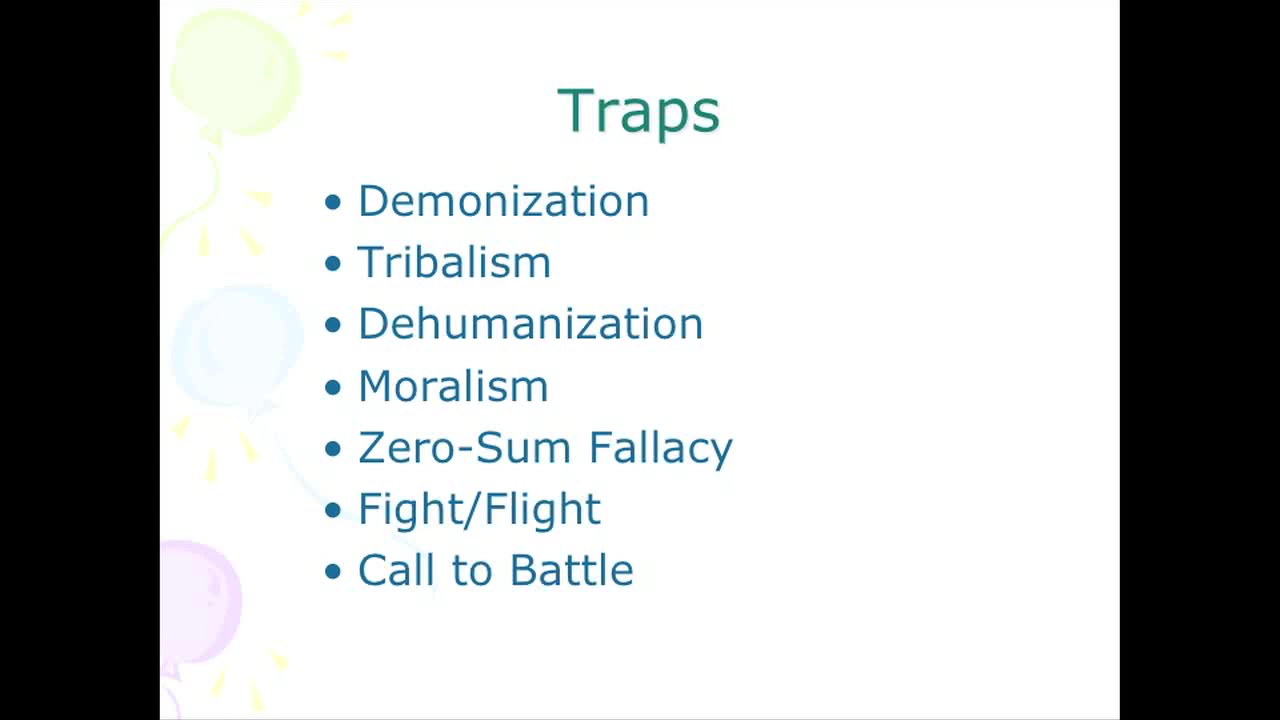 Traps
• Demonization
• Tribalism
• Dehumanization
• Moralism
• Zero-Sum Fallacy
• Fight/Flight
• Call to Battle